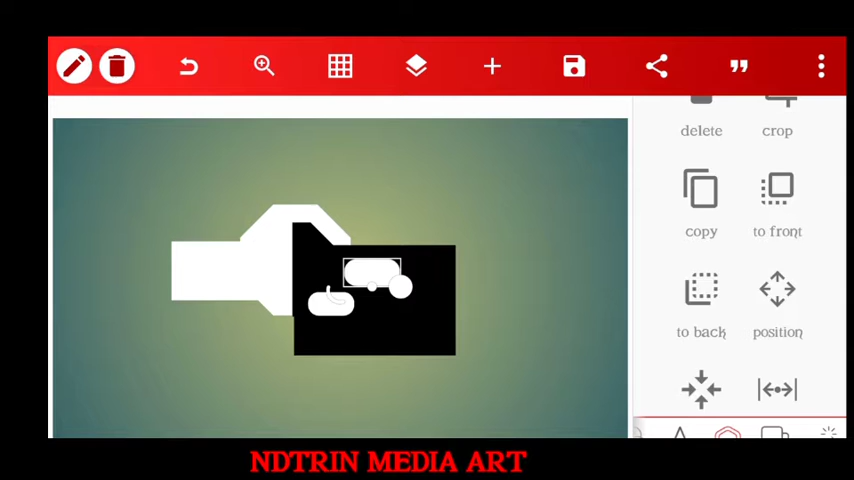 delete
crop
copy
to front
to back
position
NDTRIN MEDIA ART